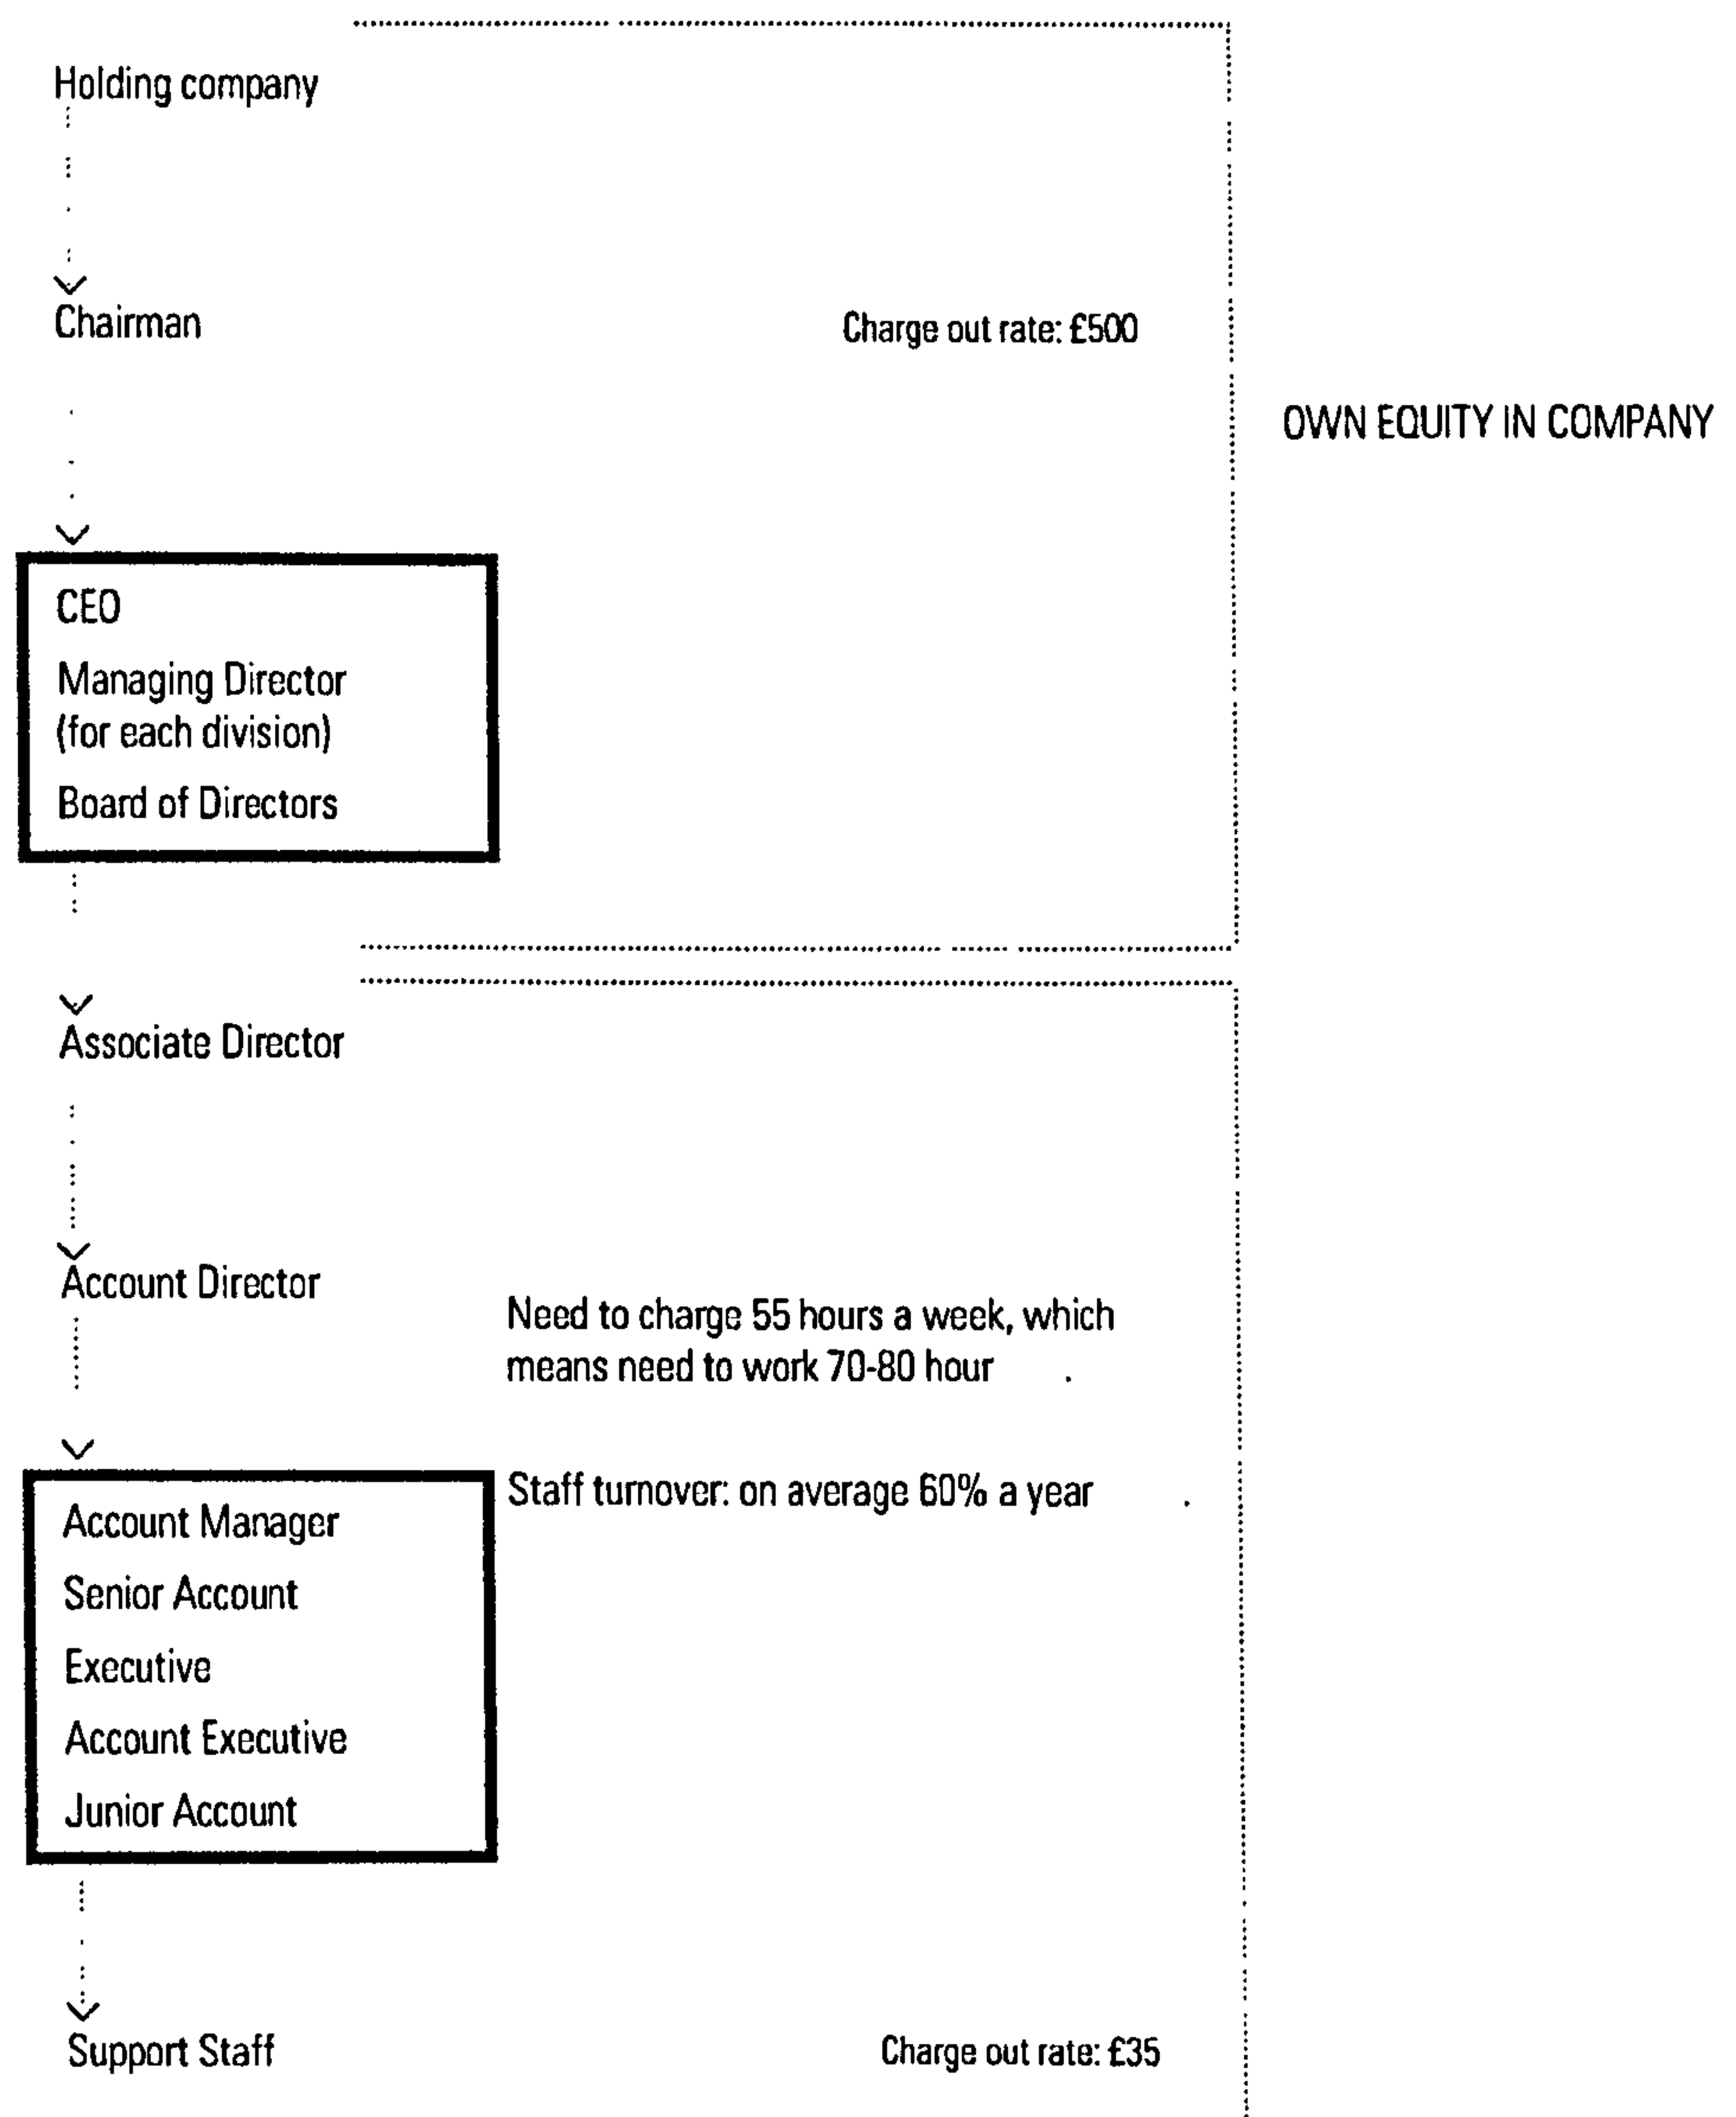 Holding company
Chairman
Charge out rate: £500
OWN EQUITY IN COMPANY
CEO
Managing Director
(for each division)
Board of Directors
Associate Director
Account Director
Need to charge 55 hours a week, which
means need to work 70-80 hour
Staff turnover: on average 60% a year
Account Manager
Senior Account
Executive
Account Executive
Junior Account
Support Staff
Charge out rate: £35